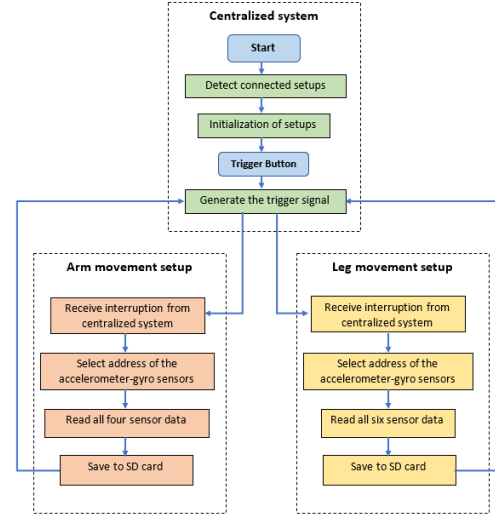 Centralized system
Start
Detect connected setups
Initialization of setups
Trigger Button
Generate the trigger signal
Arm movement setup
Receive interruption from
centralized system
Select address of the
accelerometer-gyro sensors
Read all four sensor data
Save to SD card
Leg movement setup
Receive interruption from
centralized system
Select address of the
accelerometer-gyro sensors
Read all six sensor data
Save to SD card